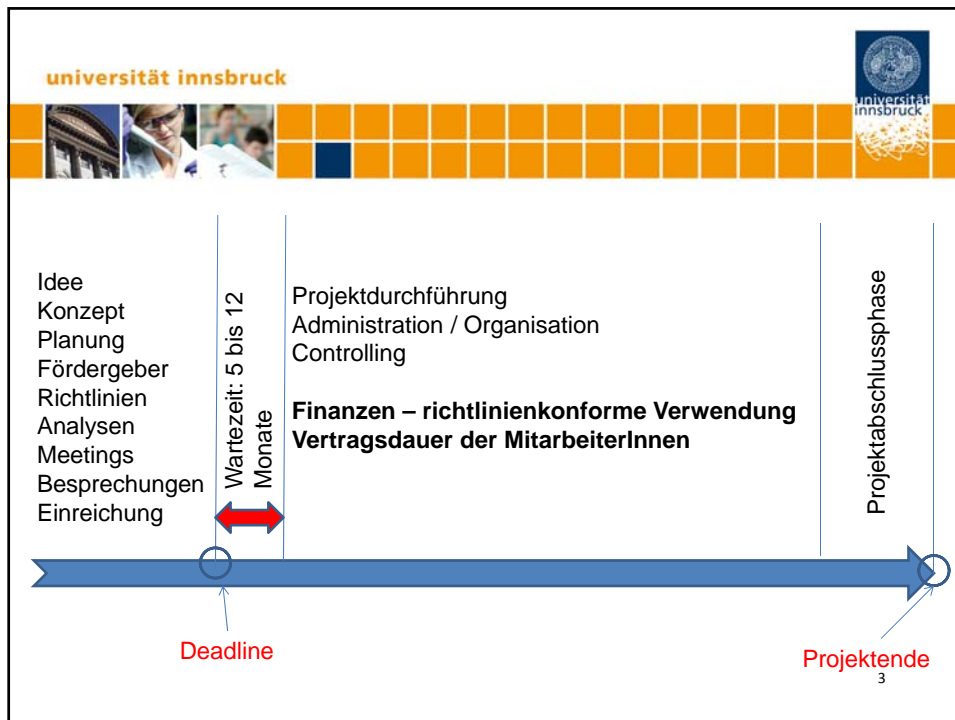 universität innsbruck
universität
innsbruck
Idee
Konzept
Planung
Fördergeber
Richtlinien
Analysen
Meetings
Besprechungen
Einreichung
Wartezeit: 5 bis 12
Monate
Projektdurchführung
Administration / Organisation
Controlling
Finanzen – richtlinienkonforme Verwendung
Vertragsdauer der MitarbeiterInnen
Projektabschlussphase
Deadline
Projektende
3